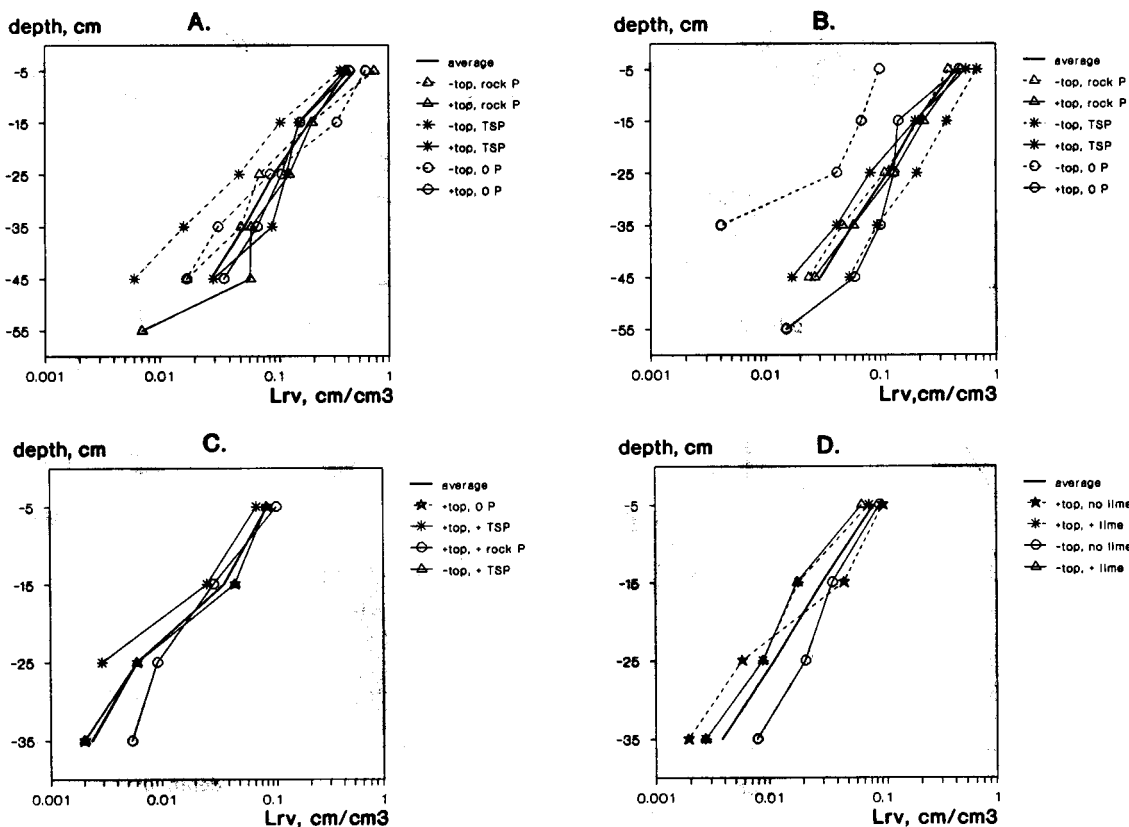 A.
depth, cm
-5
-15
-25
-35
-45
-55
0.001
0.01
0.1
1
Lrv, cm/cm3
average
-top, rock P
+top, rock P
-top, TSP
+top, TSP
-top, O P
+top, O P
B.
depth, cm
-5
-15
-25
-35
-45
-55
0.001
0.01
0.1
1
Lrv,cm/cm3
average
-top, rock P
+top, rock P
-top, TSP
+top, TSP
-top, O P
+top, O P
C.
depth, cm
-5
-15
-25
-35
0.001
0.01
0.1
1
Lrv, cm/cm3
average
+top, O P
+top, + TSP
+top, + rock P
-top, + TSP
D.
depth, cm
-5
-15
-25
-35
0.001
0.01
0.1
1
Lrv, cm/cm3
average
+top, no lime
+top, + lime
-top, no lime
-top, + lime